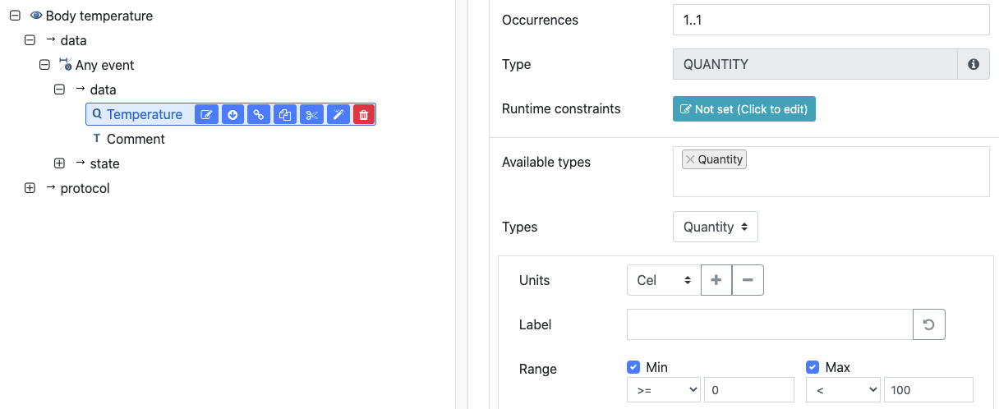 Body temperature
→ data
Any event
→ data
Q Temperature
T Comment
→ state
→ protocol
Occurrences 1..1
Type QUANTITY
Runtime constraints Not set (Click to edit)
Available types × Quantity
Types Quantity
Units Cel + −
Label
Range Min Max
>= 0 < 100